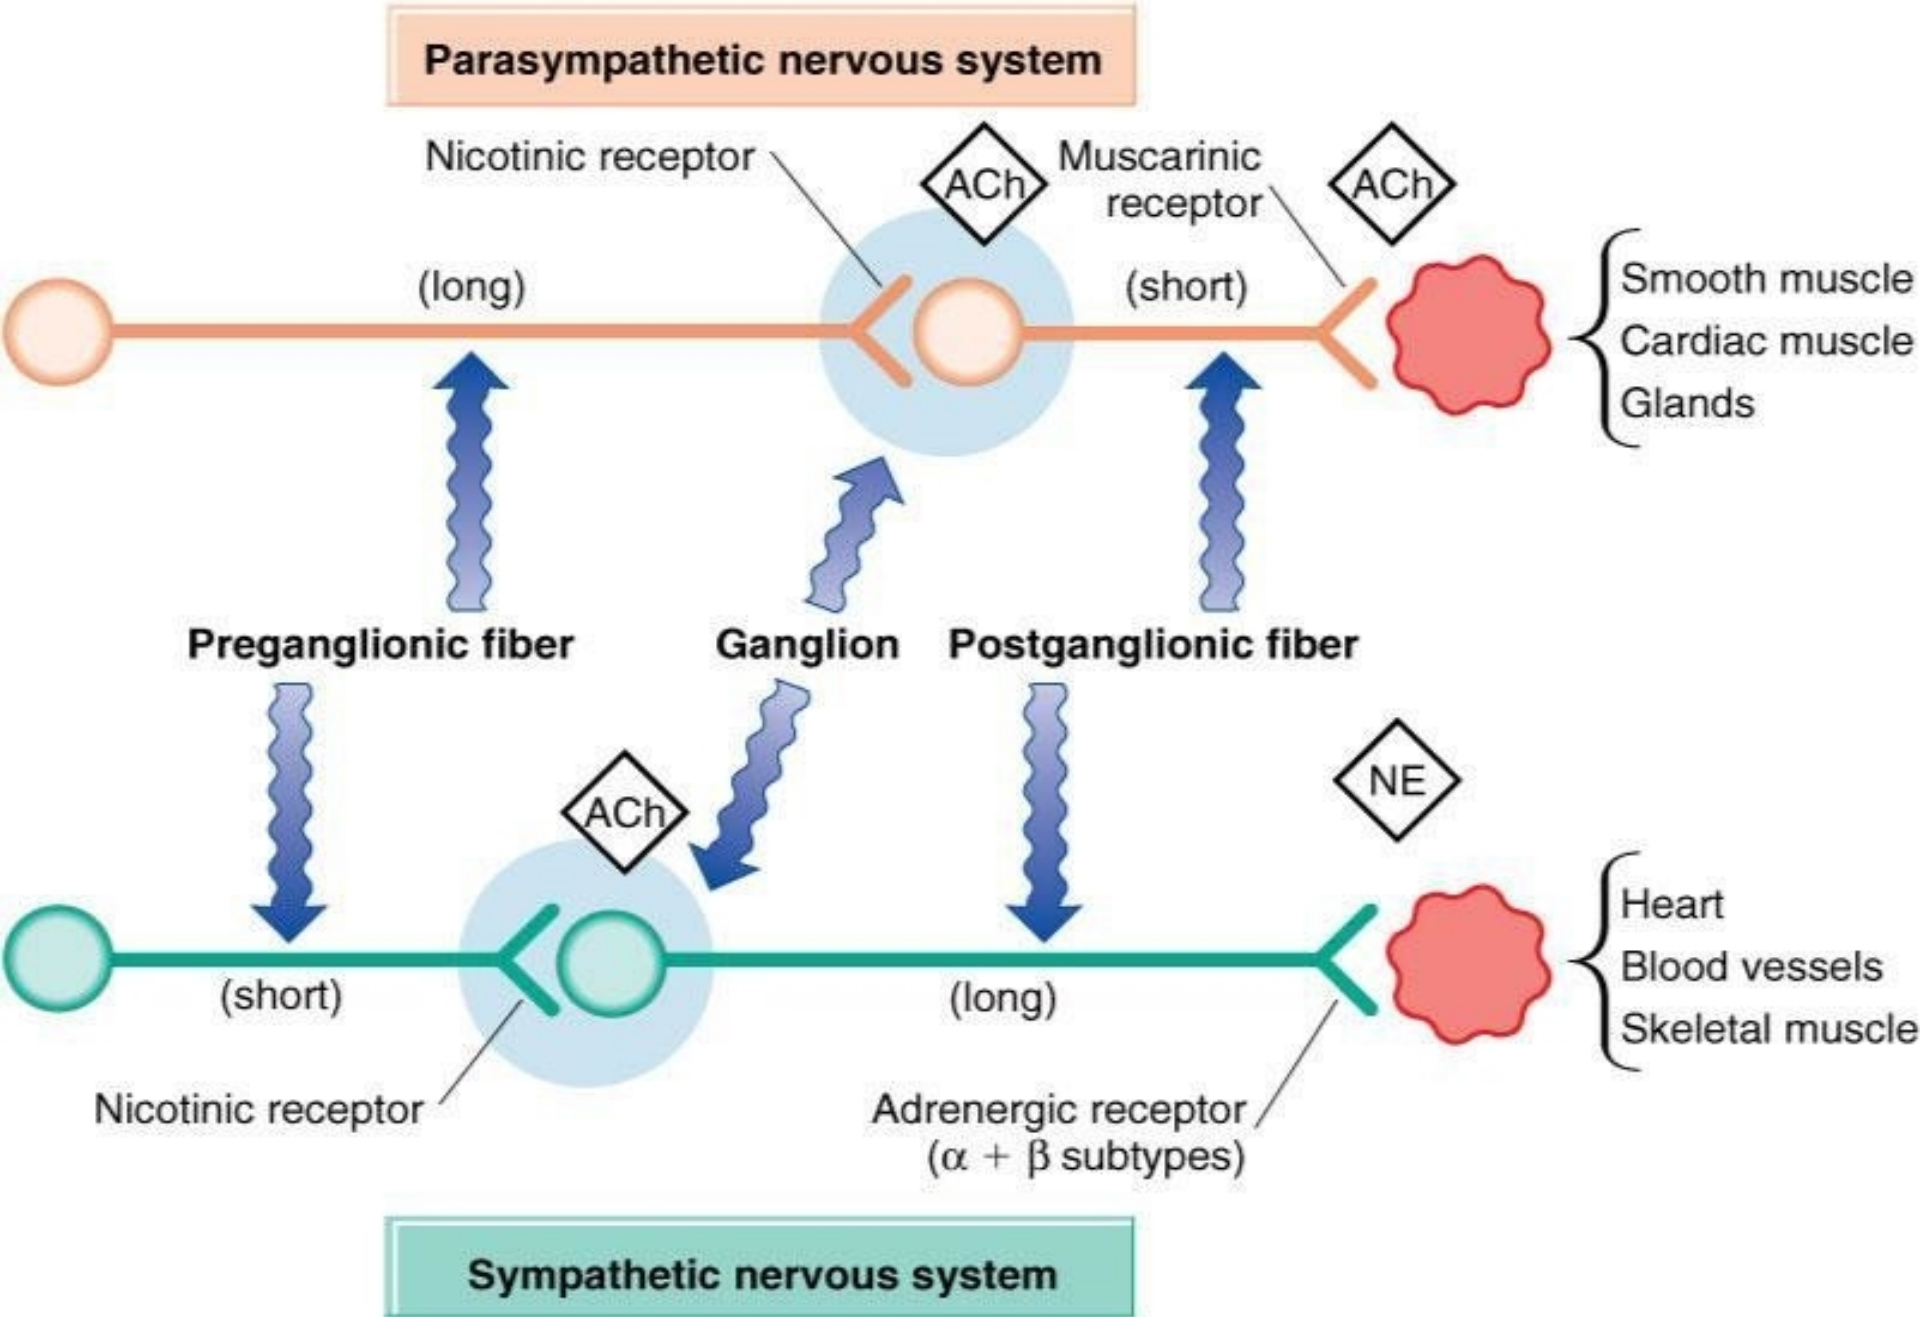 Parasympathetic nervous system
Nicotinic receptor
ACh
Muscarinic
receptor
ACh
(long)
(short)
Smooth muscle
Cardiac muscle
Glands
Preganglionic fiber
Ganglion
Postganglionic fiber
ACh
NE
(short)
(long)
Heart
Blood vessels
Skeletal muscle
Nicotinic receptor
Adrenergic receptor
(α + β subtypes)
Sympathetic nervous system